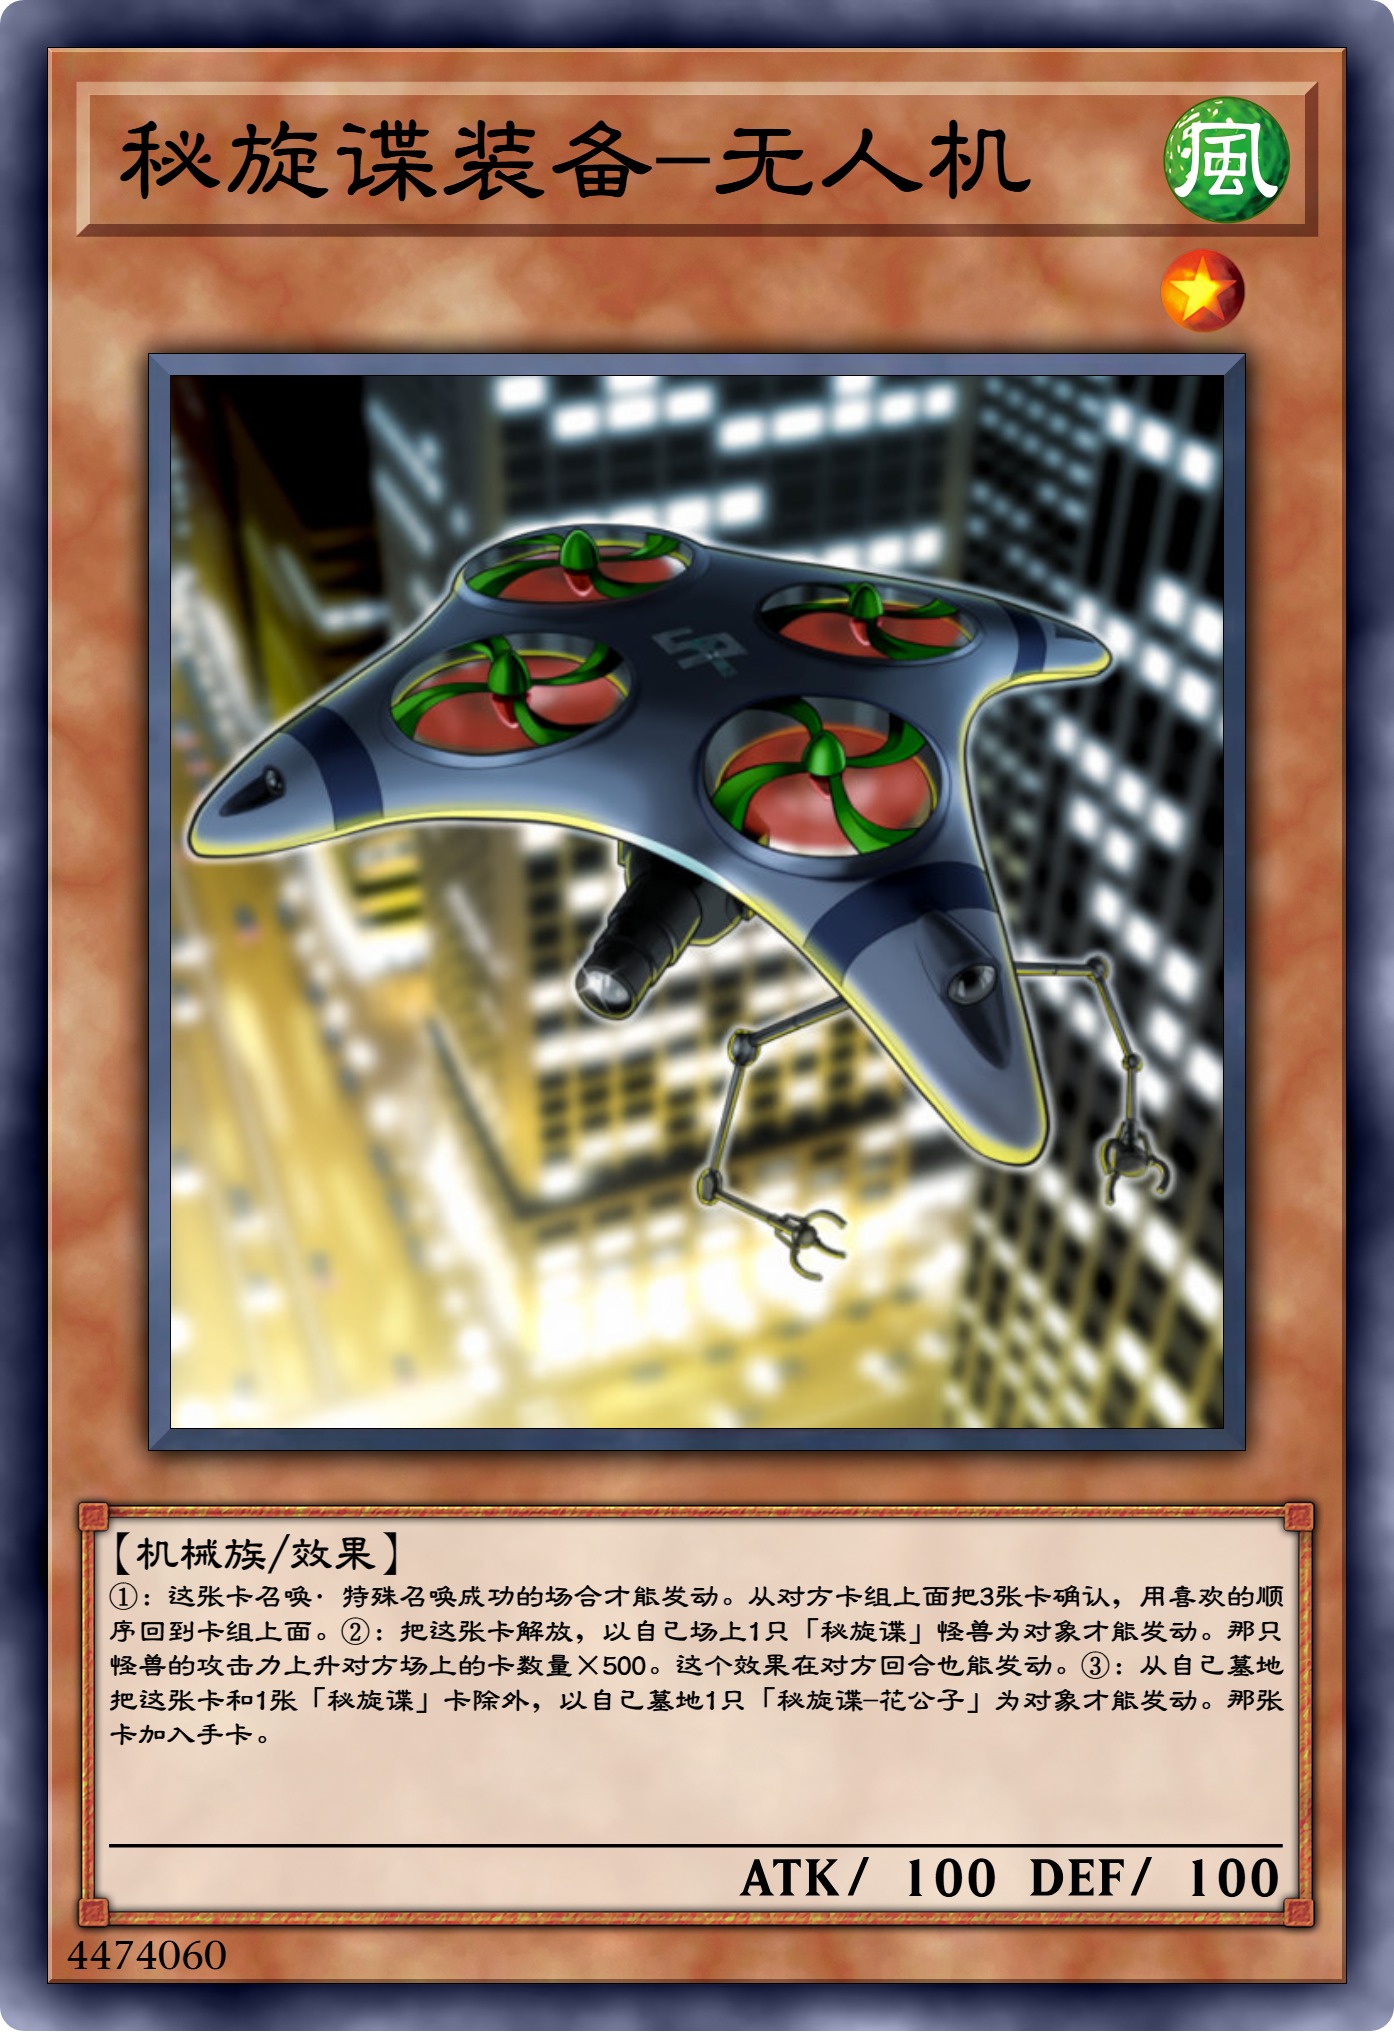 秘旋谍装备-无人机
風
【机械族/效果】
①：这张卡召唤·特殊召唤成功的场合才能发动。从对方卡组上面把3张卡确认，用喜欢的顺
序回到卡组上面。②：把这张卡解放，以自己场上1只「秘旋谍」怪兽为对象才能发动。那只
怪兽的攻击力上升对方场上的卡数量×500。这个效果在对方回合也能发动。③：从自己墓地
把这张卡和1张「秘旋谍」卡除外，以自己墓地1只「秘旋谍-花公子」为对象才能发动。那张
卡加入手卡。
ATK/ 100 DEF/ 100
4474060